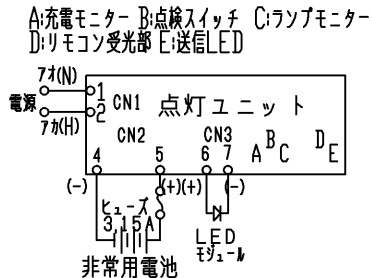 A:充電モニター B:点検スイッチ C:ランプモニター
D:リモコン受光部 E:送信LED
アオ(N)
電源
1 CN1 点灯ユニット
2
アカ(H)
CN2 CN3 A B C D E
4 5 6 7
(-) (+)(+) (-)
ヒューズ
3.15A
LED
モジュール
非常用電池